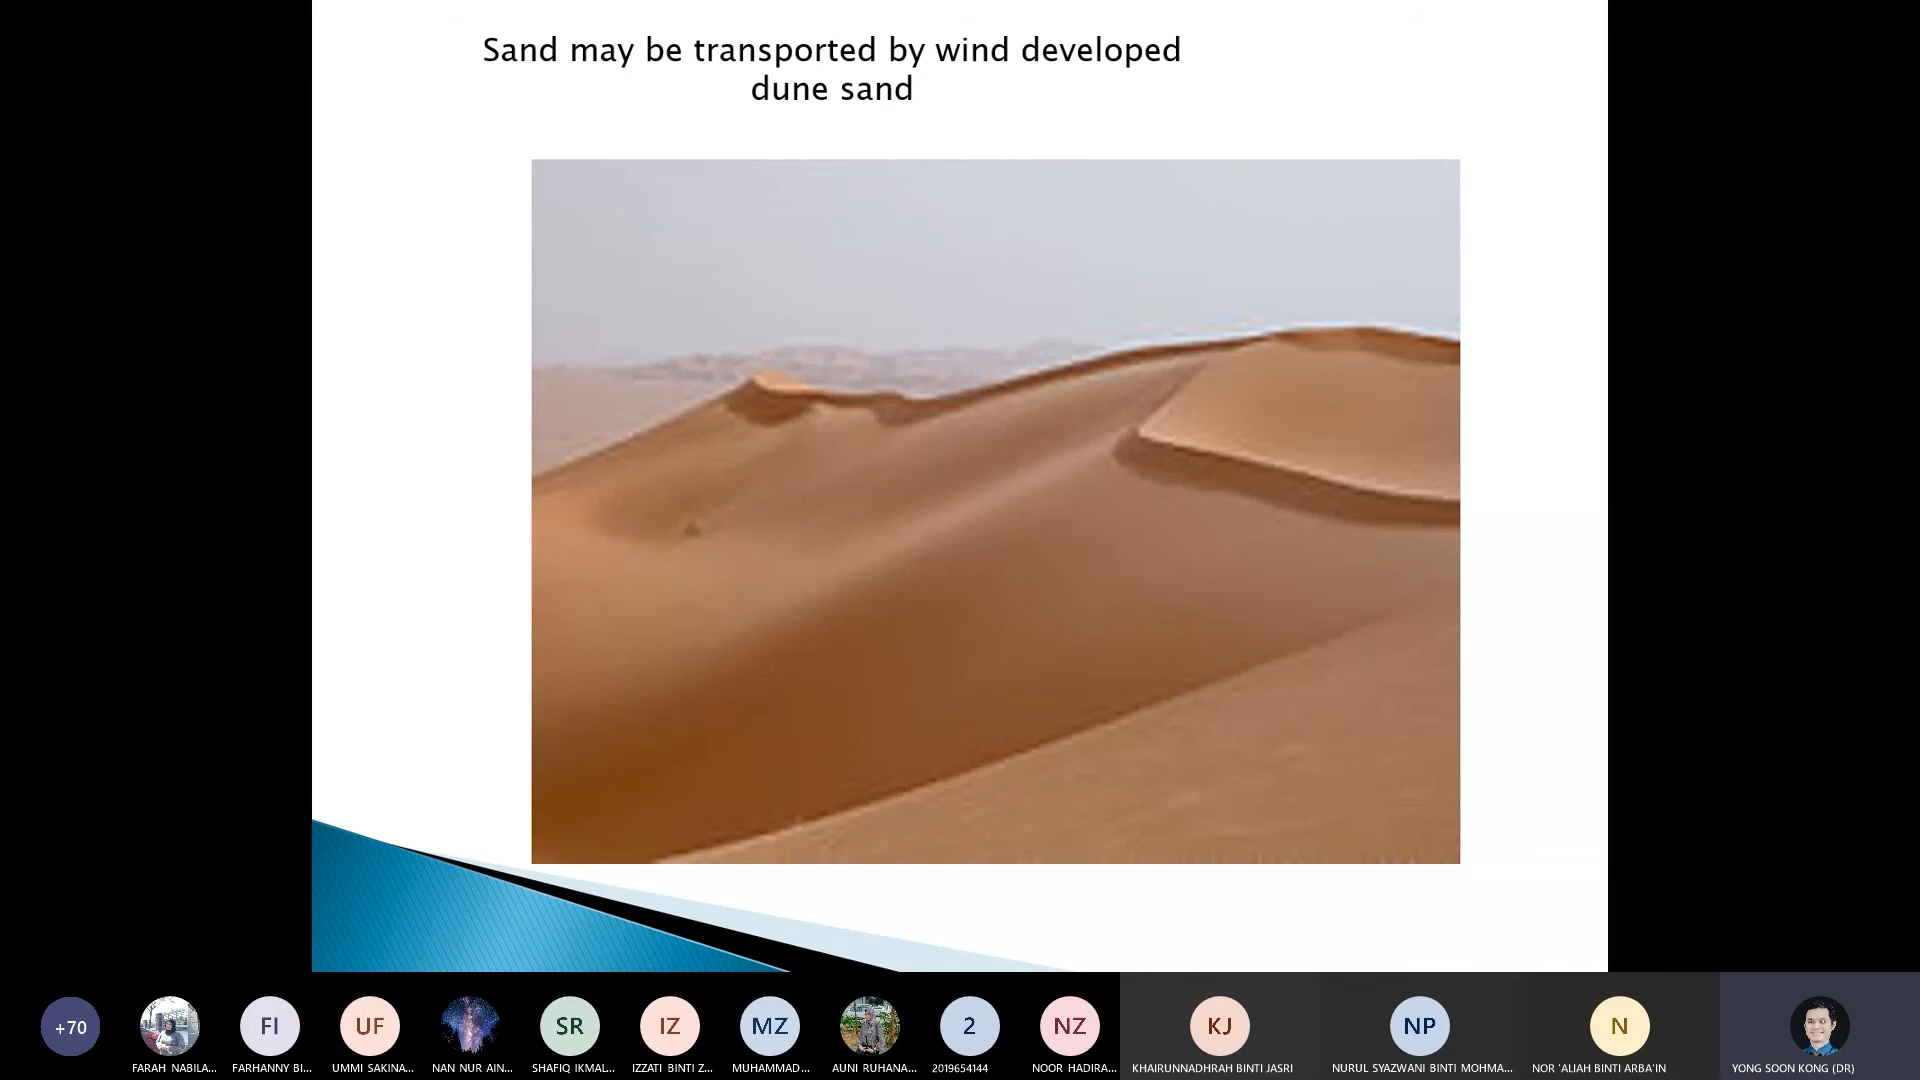 Sand may be transported by wind developed
dune sand
+70
FI
UF
SR
IZ
MZ
2
NZ
KJ
NP
N
FARAH NABILA...
FARHANNY BI...
UMMI SAKINA...
NAN NUR AIN...
SHAFIQ IKMAL...
IZZATI BINTI Z...
MUHAMMAD...
AUNI RUHANA...
2019654144
NOOR HADIRA...
KHAIRUNNADHRAH BINTI JASRI
NURUL SYAZWANI BINTI MOHMA...
NOR 'ALIAH BINTI ARBA'IN
YONG SOON KONG (DR)